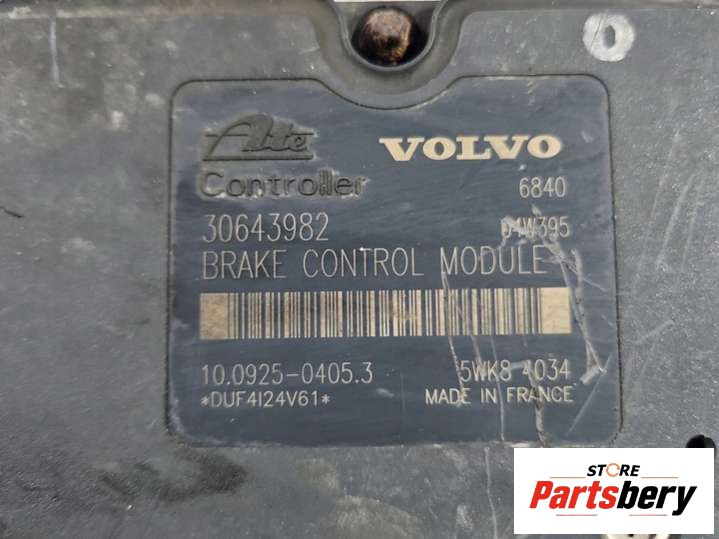 Ate VOLVO
Controller 6840
30643982 04W395
BRAKE CONTROL MODULE
10.0925-0405.3 5WK8 4034
*DUF4I24V61* MADE IN FRANCE
STORE
Partsbery